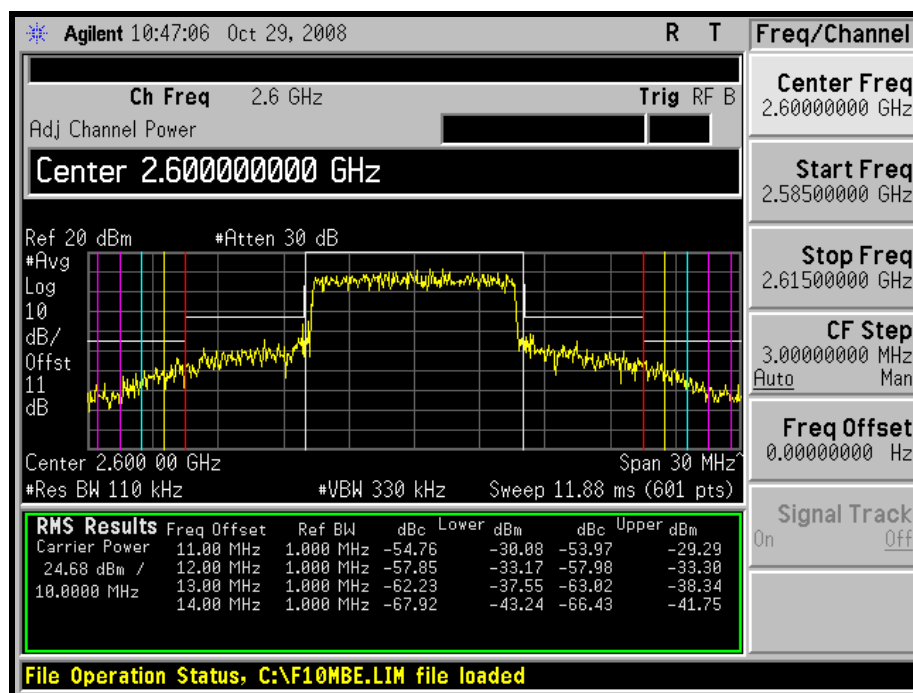 Agilent 10:47:06 Oct 29, 2008 R T
Freq/Channel
Ch Freq 2.6 GHz Trig RF B
Adj Channel Power
Center 2.600000000 GHz
Ref 20 dBm #Atten 30 dB
#Avg
Log
10
dB/
Offst
11
dB
Center 2.600 00 GHz Span 30 MHz^
#Res BW 110 kHz #VBW 330 kHz Sweep 11.88 ms (601 pts)
RMS Results Freq Offset Ref BW dBc Lower dBm dBc Upper dBm
Carrier Power 11.00 MHz 1.000 MHz -54.76 -30.08 -53.97 -29.29
24.68 dBm / 12.00 MHz 1.000 MHz -57.85 -33.17 -57.98 -33.30
10.0000 MHz 13.00 MHz 1.000 MHz -62.23 -37.55 -63.02 -38.34
14.00 MHz 1.000 MHz -67.92 -43.24 -66.43 -41.75
File Operation Status, C:\F10MBE.LIM file loaded
Center Freq
2.60000000 GHz
Start Freq
2.58500000 GHz
Stop Freq
2.61500000 GHz
CF Step
3.00000000 MHz
Auto Man
Freq Offset
0.00000000 Hz
Signal Track
On Off